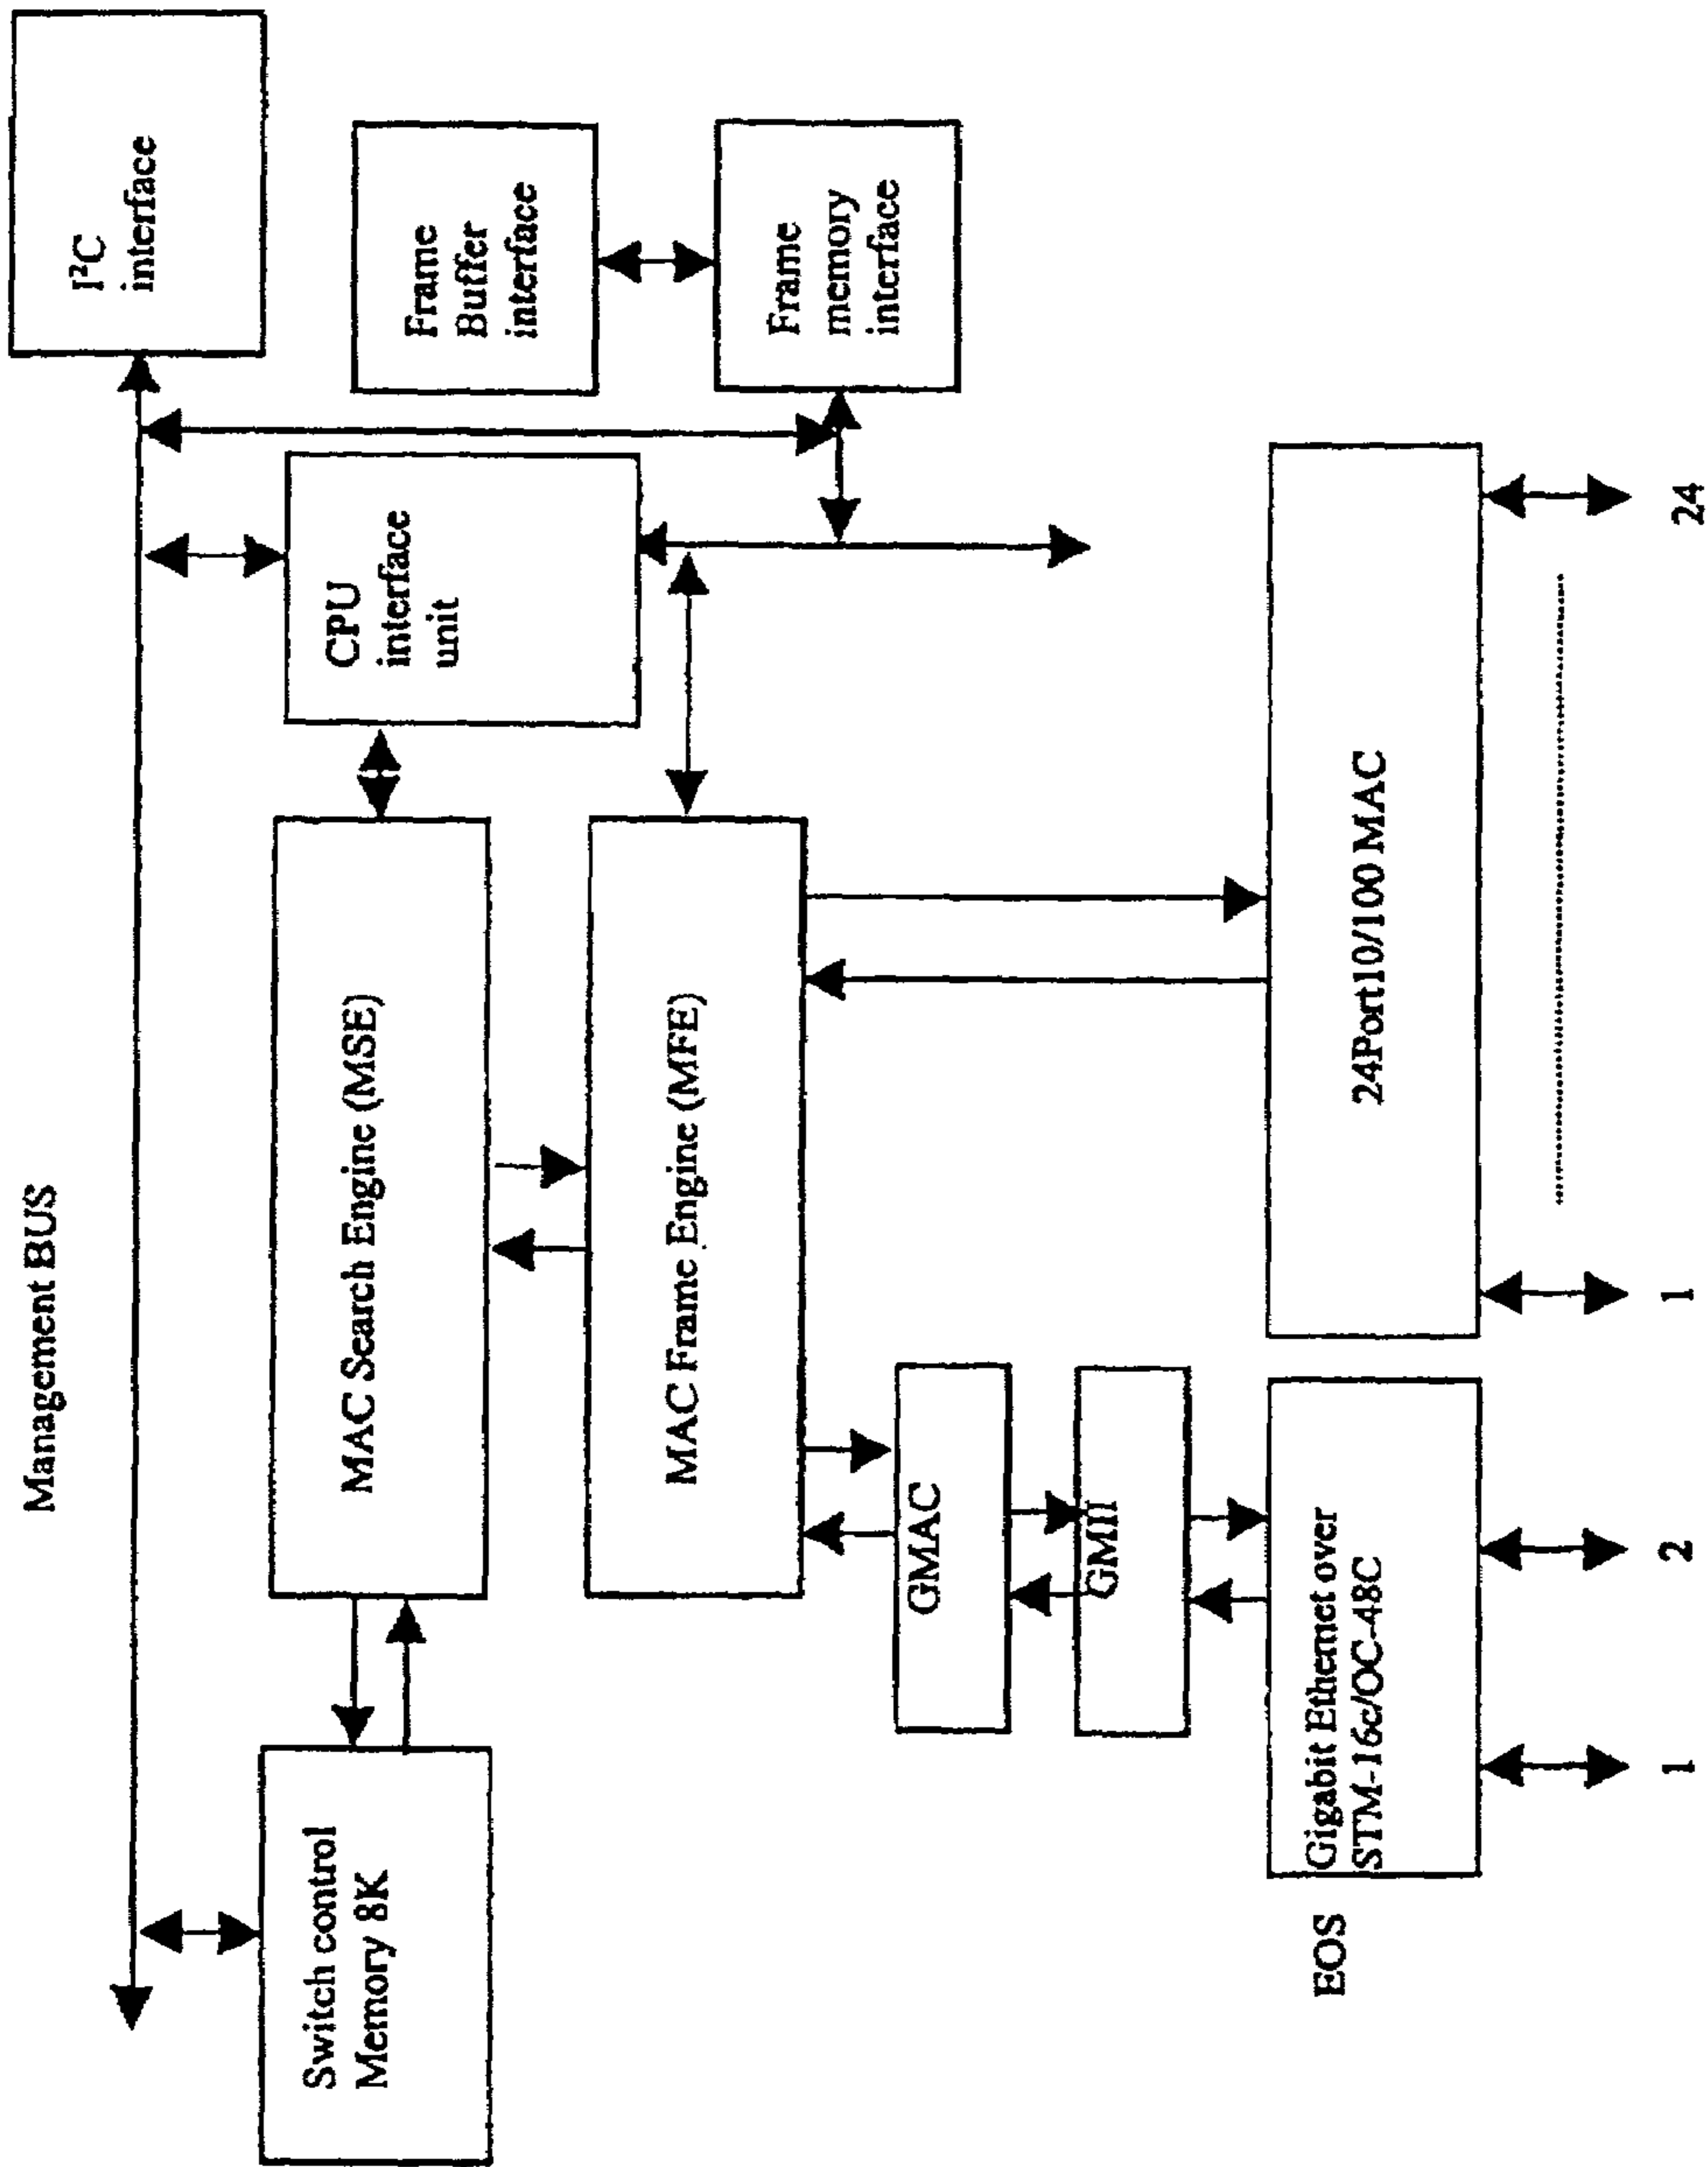 Management BUS
I²C
interface
Switch control
Memory 8K
MAC Search Engine (MSE)
CPU
interface
unit
Frame
Buffer
interface
MAC Frame Engine (MFE)
Frame
memory
interface
GMAC
GMII
EOS
Gigabit Ethernet over
STM-16c/OC-48C
24Port10/100 MAC
1
2
1
24